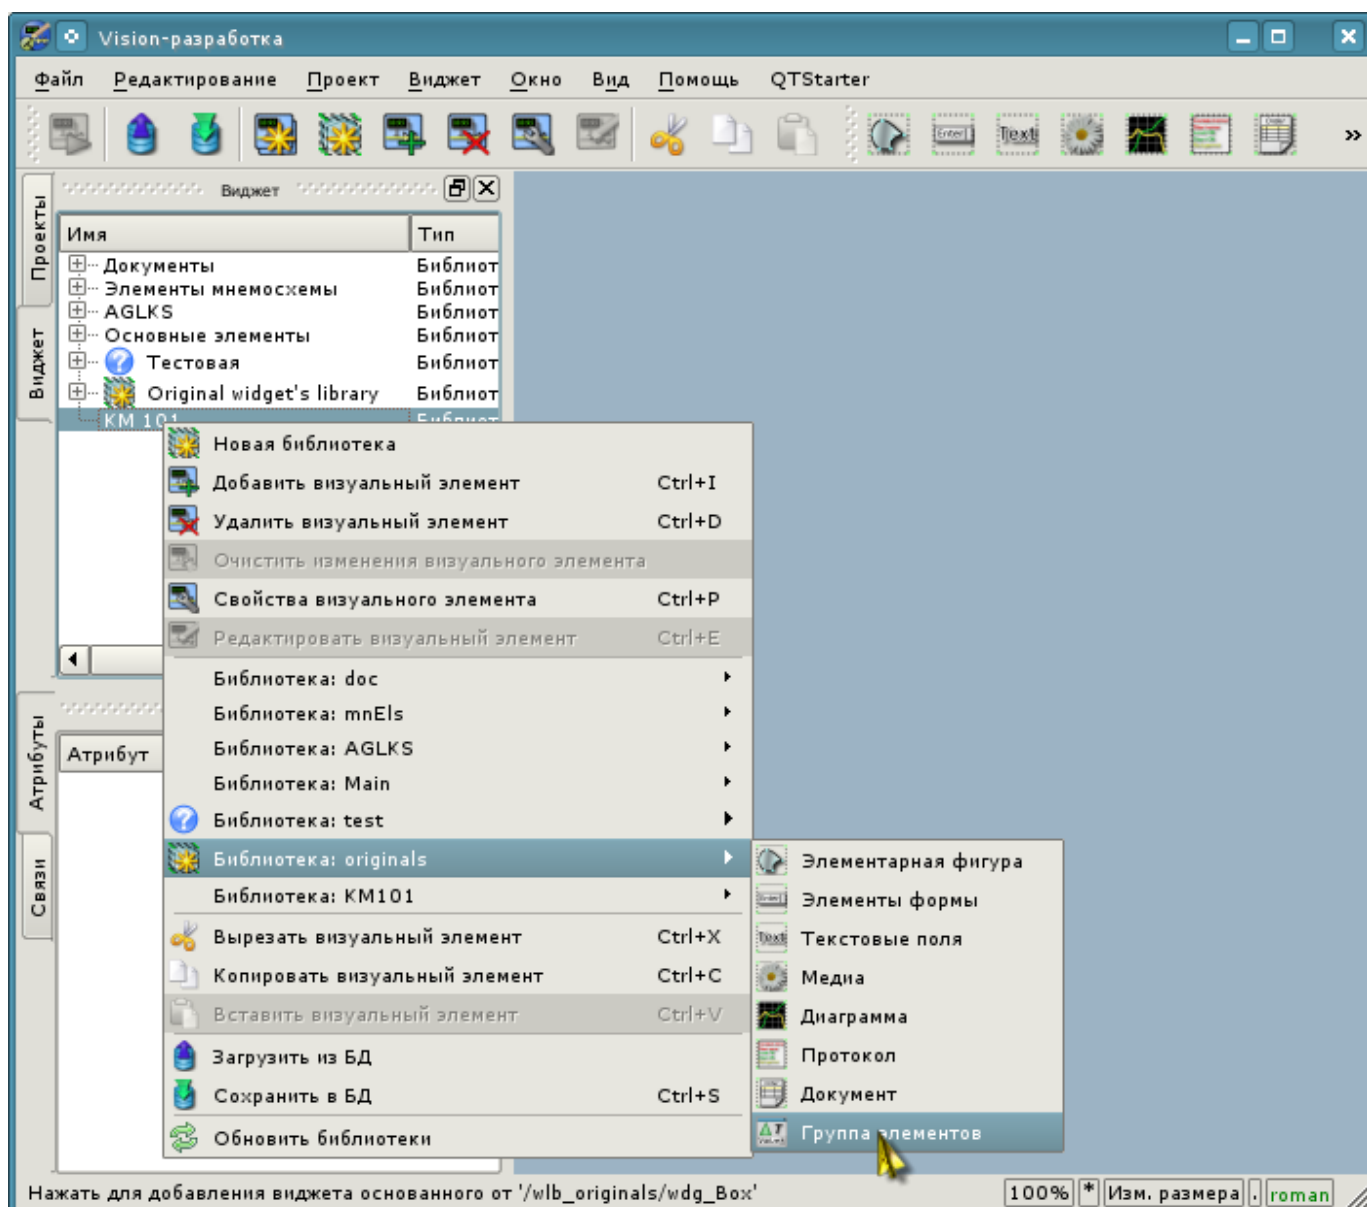 Vision-разработка
Файл Редактирование Проект Виджет Окно Вид Помощь QTStarter
Enter Text »
Проекты
Виджет
Виджет
Имя Тип
Документы Библиот
Элементы мнемосхемы Библиот
AGLKS Библиот
Основные элементы Библиот
Тестовая Библиот
Original widget's library Библиот
KM 101 Библиот
Новая библиотека
Добавить визуальный элемент Ctrl+I
Удалить визуальный элемент Ctrl+D
Очистить изменения визуального элемента
Свойства визуального элемента Ctrl+P
Редактировать визуальный элемент Ctrl+E
Библиотека: doc
Библиотека: mnEls
Библиотека: AGLKS
Библиотека: Main
Библиотека: test
Библиотека: originals
Библиотека: KM101
Вырезать визуальный элемент Ctrl+X
Копировать визуальный элемент Ctrl+C
Вставить визуальный элемент Ctrl+V
Загрузить из БД
Сохранить в БД Ctrl+S
Обновить библиотеки
Атрибуты
Связи
Атрибут
Элементарная фигура
Элементы формы
Текстовые поля
Медиа
Диаграмма
Протокол
Документ
Группа элементов
Нажать для добавления виджета основанного от '/wlb_originals/wdg_Box' 100% * Изм. размера . roman